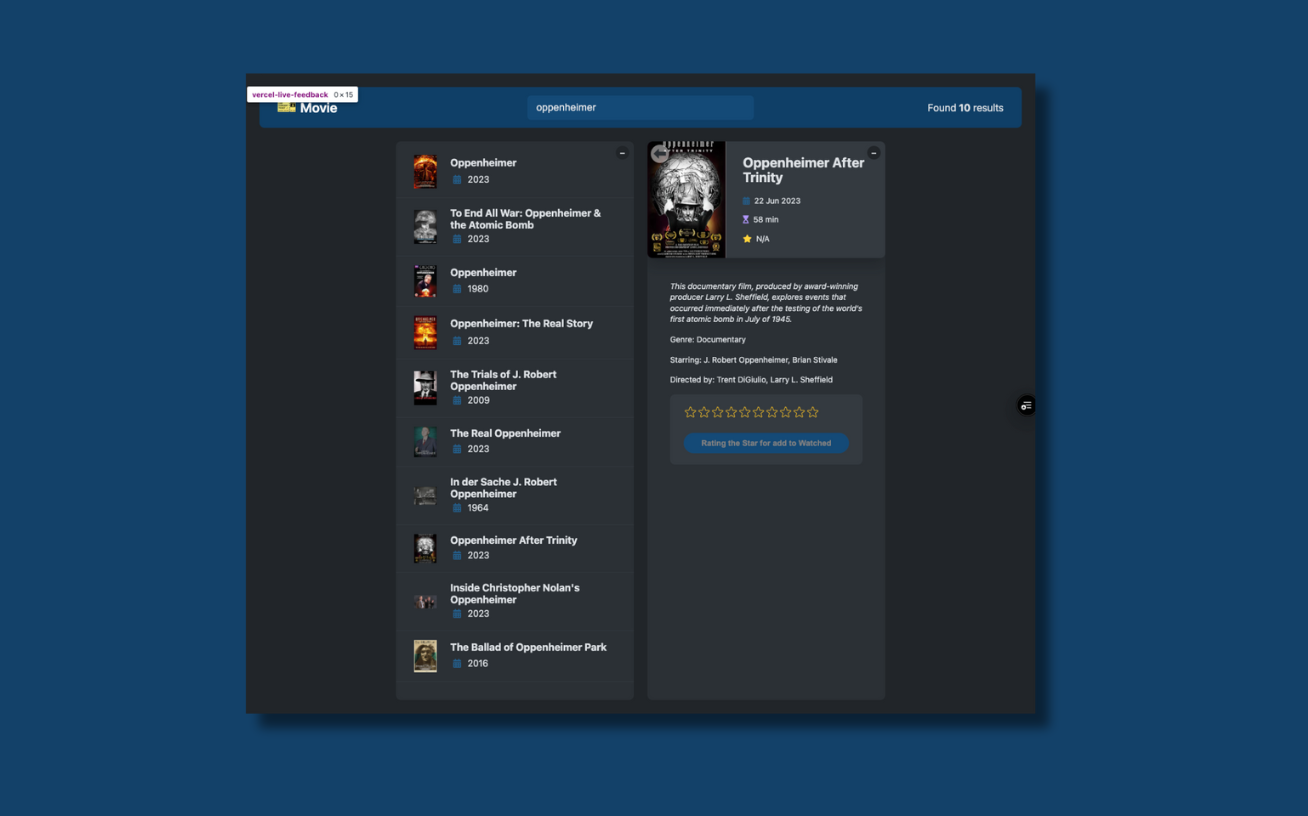 vercel-live-feedback 0×15
Movie
oppenheimer
Found 10 results
Oppenheimer
2023
To End All War: Oppenheimer &
the Atomic Bomb
2023
Oppenheimer
1980
Oppenheimer: The Real Story
2023
The Trials of J. Robert
Oppenheimer
2009
The Real Oppenheimer
2023
In der Sache J. Robert
Oppenheimer
1964
Oppenheimer After Trinity
2023
Inside Christopher Nolan's
Oppenheimer
2023
The Ballad of Oppenheimer Park
2016
oppenheimer
AFTER TRINITY
Oppenheimer After
Trinity
22 Jun 2023
58 min
N/A
This documentary film, produced by award-winning
producer Larry L. Sheffield, explores events that
occurred immediately after the testing of the world's
first atomic bomb in July of 1945.
Genre: Documentary
Starring: J. Robert Oppenheimer, Brian Stivale
Directed by: Trent DiGiulio, Larry L. Sheffield
Rating the Star for add to Watched